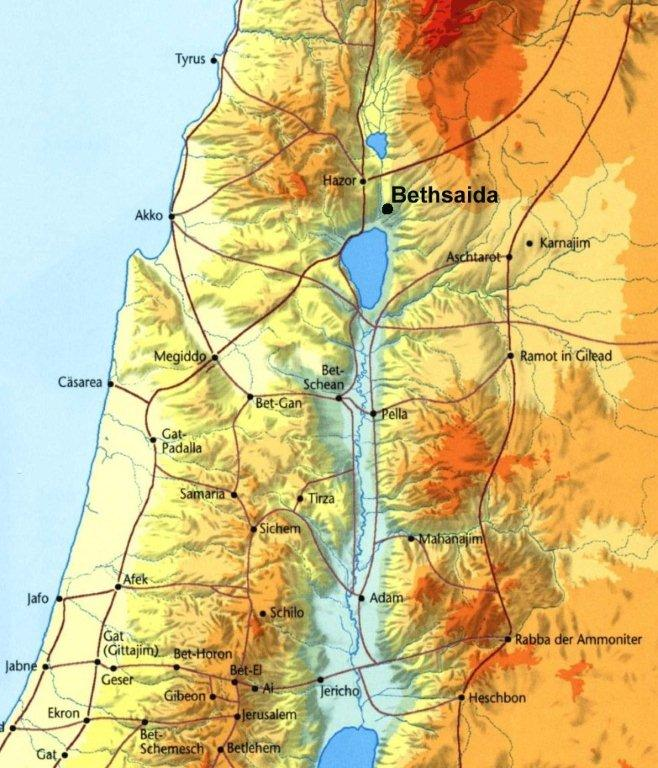 Tyrus
Hazor
Bethsaida
Akko
Karnajim
Aschtarot
Megiddo
Ramot in Gilead
Bet-
Schean
Cäsarea
Bet-Gan
Pella
Gat-
Padalla
Samaria
Tirza
Sichem
Mahanajim
Afek
Jafo
Adam
Schilo
Rabba der Ammoniter
Gat
(Gittajim)
Bet-Horon
Jabne
Geser
Bet-El
Ai
Jericho
Gibeon
Heschbon
Ekron
Jerusalem
d
Bet-
Schemesch
Betlehem
Gat